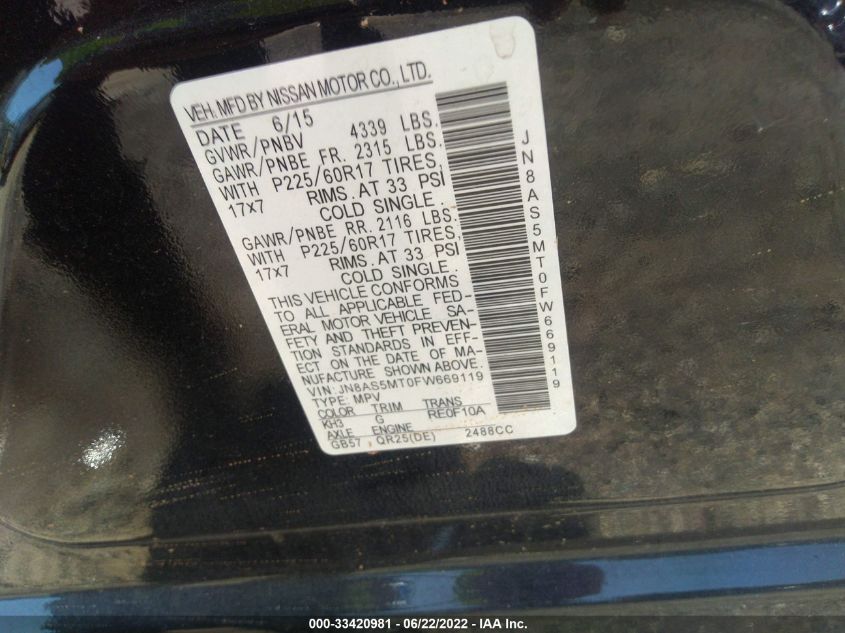 VEH. MFD BY NISSAN MOTOR CO., LTD.
DATE 6/15
GVWR/PNBV 4339 LBS.
GAWR/PNBE FR. 2315 LBS.
WITH P225/60R17 TIRES,
17x7 RIMS. AT 33 PSI
COLD SINGLE.
GAWR/PNBE RR. 2116 LBS.
WITH P225/60R17 TIRES,
17x7 RIMS. AT 33 PSI
COLD SINGLE.
THIS VEHICLE CONFORMS
TO ALL APPLICABLE FED-
ERAL MOTOR VEHICLE SA-
FETY AND THEFT PREVEN-
TION STANDARDS IN EFF-
ECT ON THE DATE OF MA-
NUFACTURE SHOWN ABOVE.
VIN: JN8AS5MT0FW669119
TYPE: MPV
COLOR TRIM TRANS
KH3 G RE0F10A
AXLE ENGINE
GB57 QR25(DE) 2488CC
JN8AS5MT0FW669119
000-33420981 - 06/22/2022 - IAA Inc.